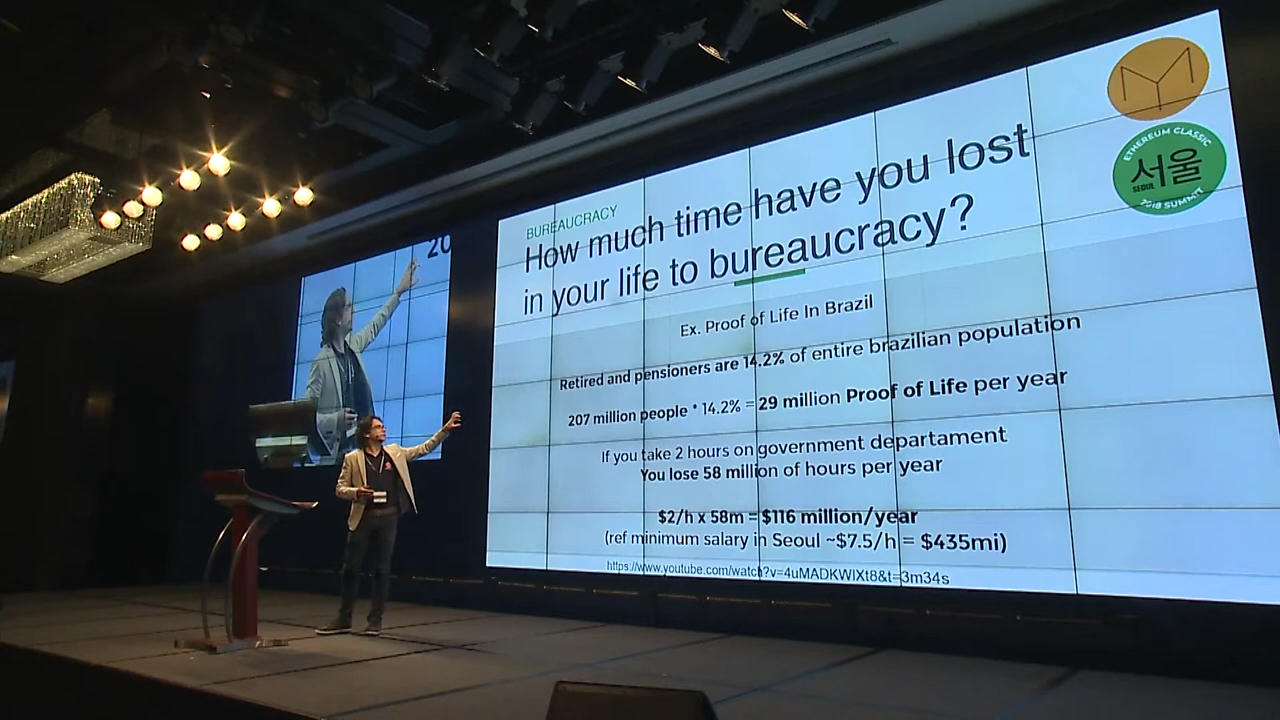 BUREAUCRACY
How much time have you lost
in your life to bureaucracy?
Ex. Proof of Life In Brazil
Retired and pensioners are 14.2% of entire brazilian population
207 million people * 14.2% = 29 million Proof of Life per year
If you take 2 hours on government departament
You lose 58 million of hours per year
$2/h x 58m = $116 million/year
(ref minimum salary in Seoul ~$7.5/h = $435mi)
https://www.youtube.com/watch?v=4uMADKWIXt8&t=3m34s
ETHEREUM CLASSIC
서울
SEOUL
2018 SUMMIT
20